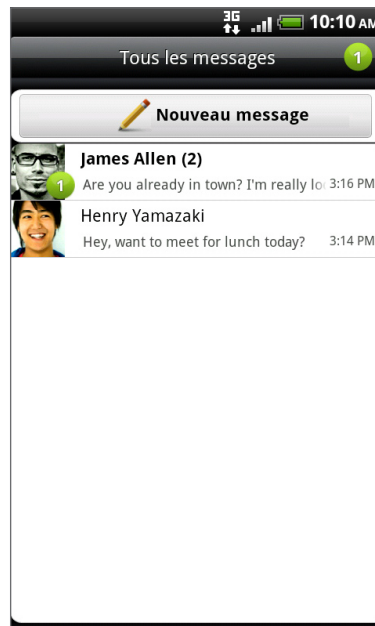 3G 10:10 AM
Tous les messages 1
Nouveau message
James Allen (2)
1 Are you already in town? I'm really lo 3:16 PM
Henry Yamazaki
Hey, want to meet for lunch today? 3:14 PM